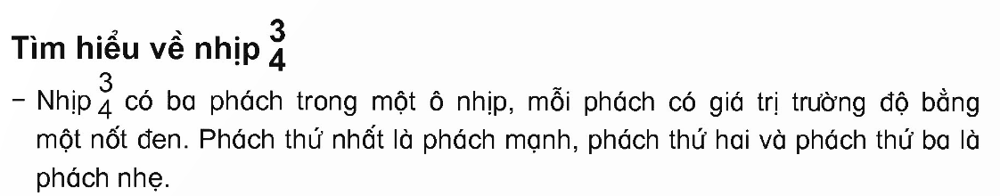 Tìm hiểu về nhịp 3/4
– Nhịp 3/4 có ba phách trong một ô nhịp, mỗi phách có giá trị trường độ bằng
một nốt đen. Phách thứ nhất là phách mạnh, phách thứ hai và phách thứ ba là
phách nhẹ.